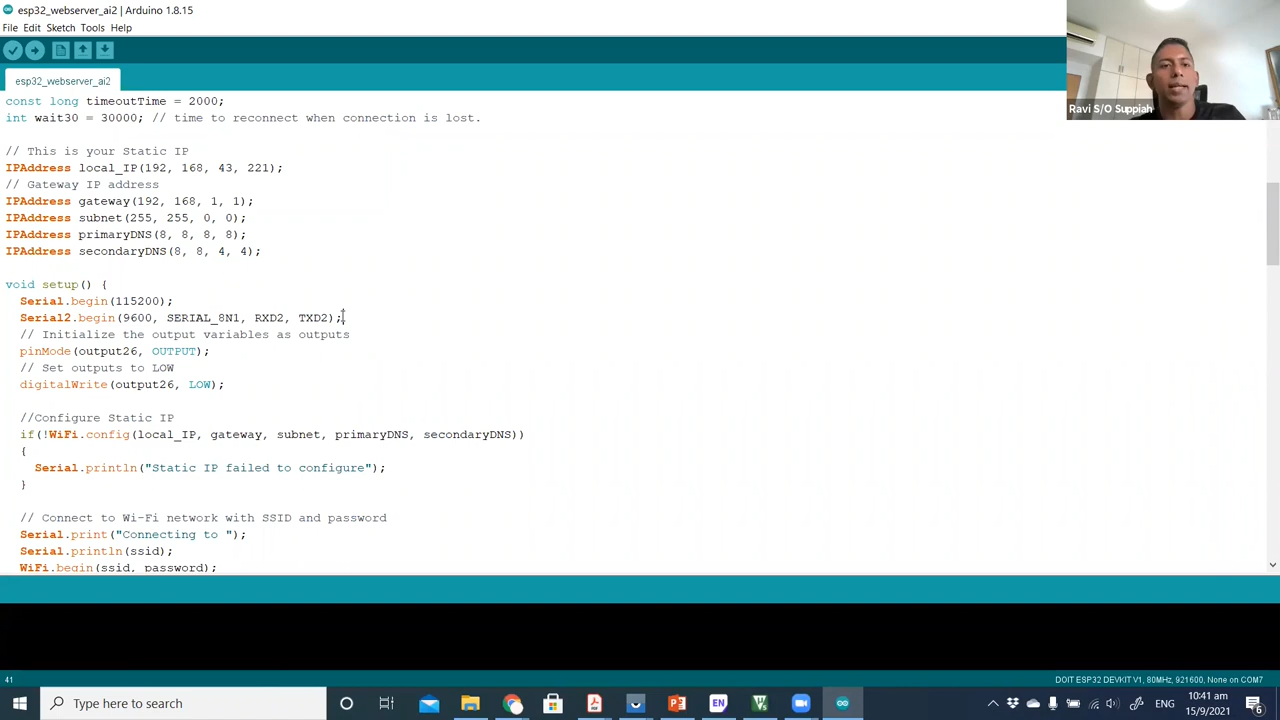 esp32_webserver_ai2 | Arduino 1.8.15
File Edit Sketch Tools Help
esp32_webserver_ai2
const long timeoutTime = 2000;
int wait30 = 30000; // time to reconnect when connection is lost.
// This is your Static IP
IPAddress local_IP(192, 168, 43, 221);
// Gateway IP address
IPAddress gateway(192, 168, 1, 1);
IPAddress subnet(255, 255, 0, 0);
IPAddress primaryDNS(8, 8, 8, 8);
IPAddress secondaryDNS(8, 8, 4, 4);
void setup() {
Serial.begin(115200);
Serial2.begin(9600, SERIAL_8N1, RXD2, TXD2);
// Initialize the output variables as outputs
pinMode(output26, OUTPUT);
// Set outputs to LOW
digitalWrite(output26, LOW);
//Configure Static IP
if(!WiFi.config(local_IP, gateway, subnet, primaryDNS, secondaryDNS))
{
Serial.println("Static IP failed to configure");
}
// Connect to Wi-Fi network with SSID and password
Serial.print("Connecting to ");
Serial.println(ssid);
WiFi.begin(ssid, password);
Ravi S/O Suppiah
41
DOIT ESP32 DEVKIT V1, 80MHz, 921600, None on COM7
Type here to search
EN
10:41 am
15/9/2021
6